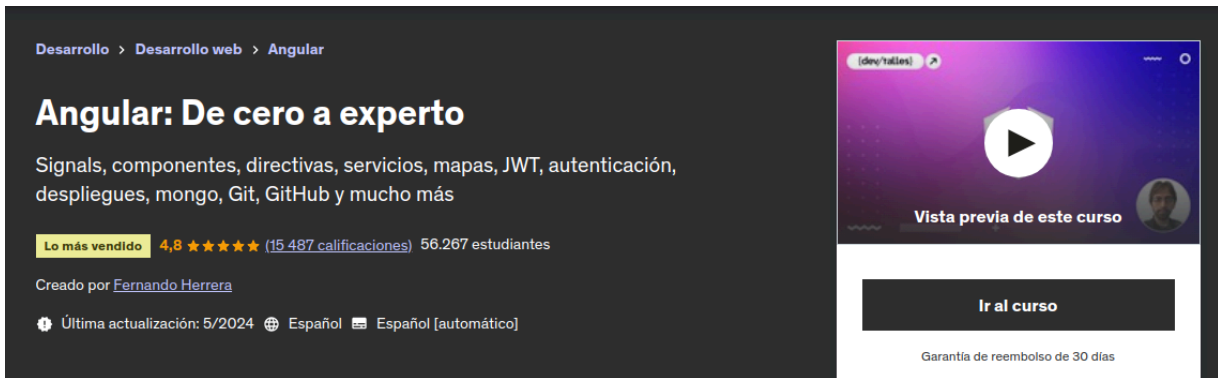 Desarrollo > Desarrollo web > Angular
Angular: De cero a experto
Signals, componentes, directivas, servicios, mapas, JWT, autenticación,
despliegues, mongo, Git, GitHub y mucho más
Lo más vendido 4,8 ★★★★★ (15 487 calificaciones) 56.267 estudiantes
Creado por Fernando Herrera
Última actualización: 5/2024 Español Español [automático]
{dev/talles}
Vista previa de este curso
Ir al curso
Garantía de reembolso de 30 días